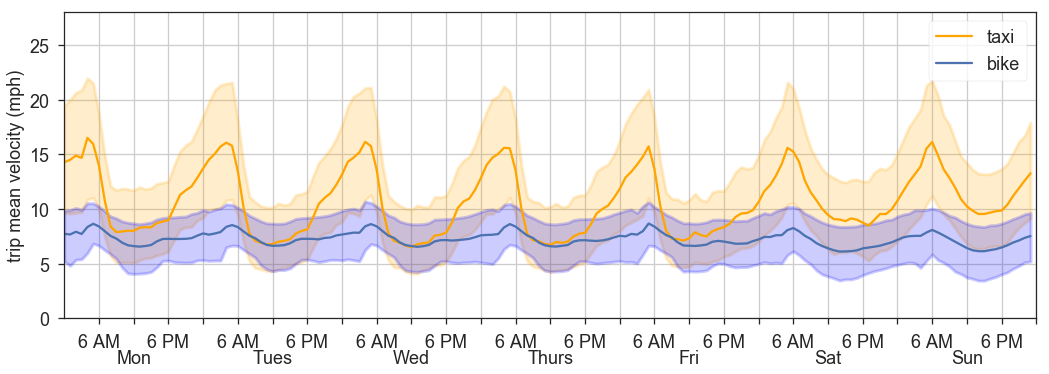 trip mean velocity (mph)
25
20
15
10
5
0
taxi
bike
6 AM 6 PM 6 AM 6 PM 6 AM 6 PM 6 AM 6 PM 6 AM 6 PM 6 AM 6 PM 6 AM 6 PM
Mon Tues Wed Thurs Fri Sat Sun